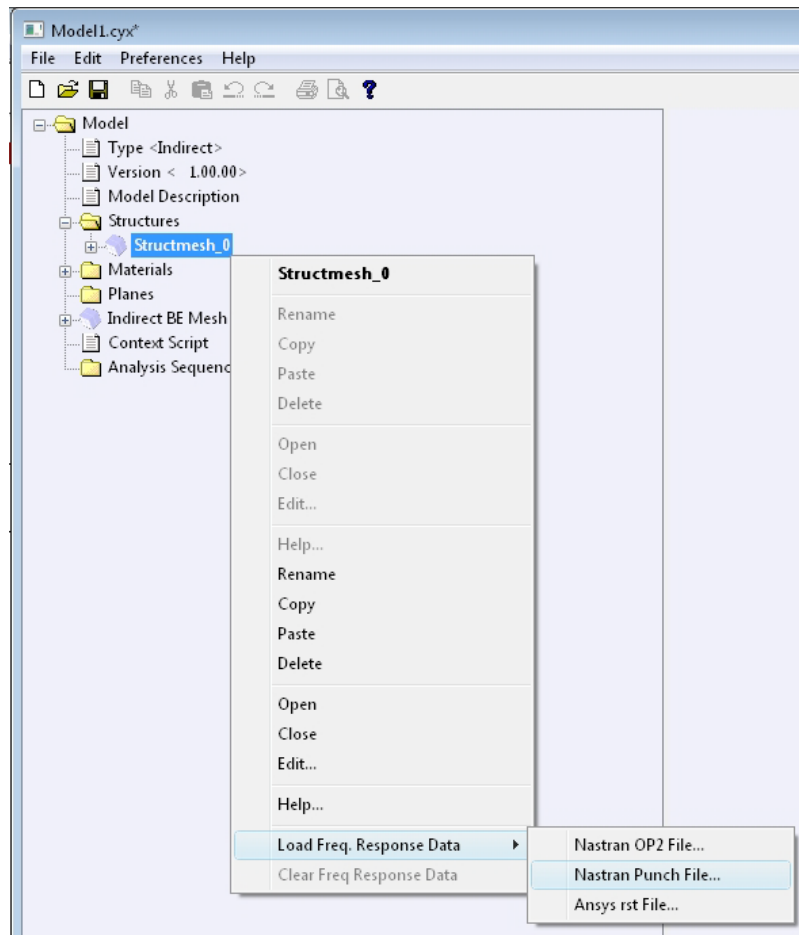 Model1.cyx*
File Edit Preferences Help
Model
Type <Indirect>
Version < 1.00.00>
Model Description
Structures
Structmesh_0
Materials
Planes
Indirect BE Mesh
Context Script
Analysis Sequenc
Structmesh_0
Rename
Copy
Paste
Delete
Open
Close
Edit...
Help...
Rename
Copy
Paste
Delete
Open
Close
Edit...
Help...
Load Freq. Response Data
Clear Freq Response Data
Nastran OP2 File...
Nastran Punch File...
Ansys rst File...